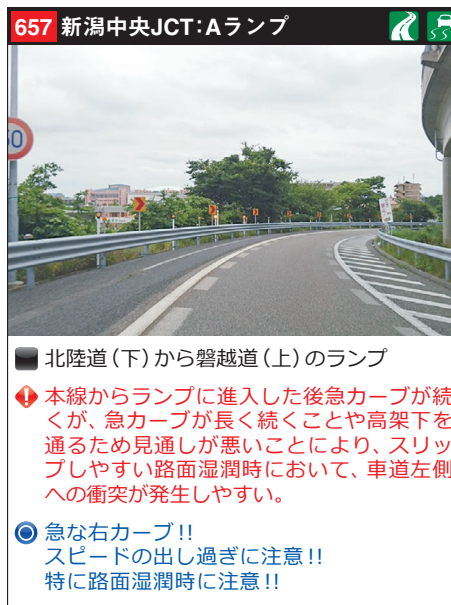 657 新潟中央JCT:Aランプ
北陸道(下)から磐越道(上)のランプ
本線からランプに進入した後急カーブが続
くが、急カーブが長く続くことや高架下を
通るため見通しが悪いことにより、スリッ
プしやすい路面湿潤時において、車道左側
への衝突が発生しやすい。
急な右カーブ!!
スピードの出し過ぎに注意!!
特に路面湿潤時に注意!!